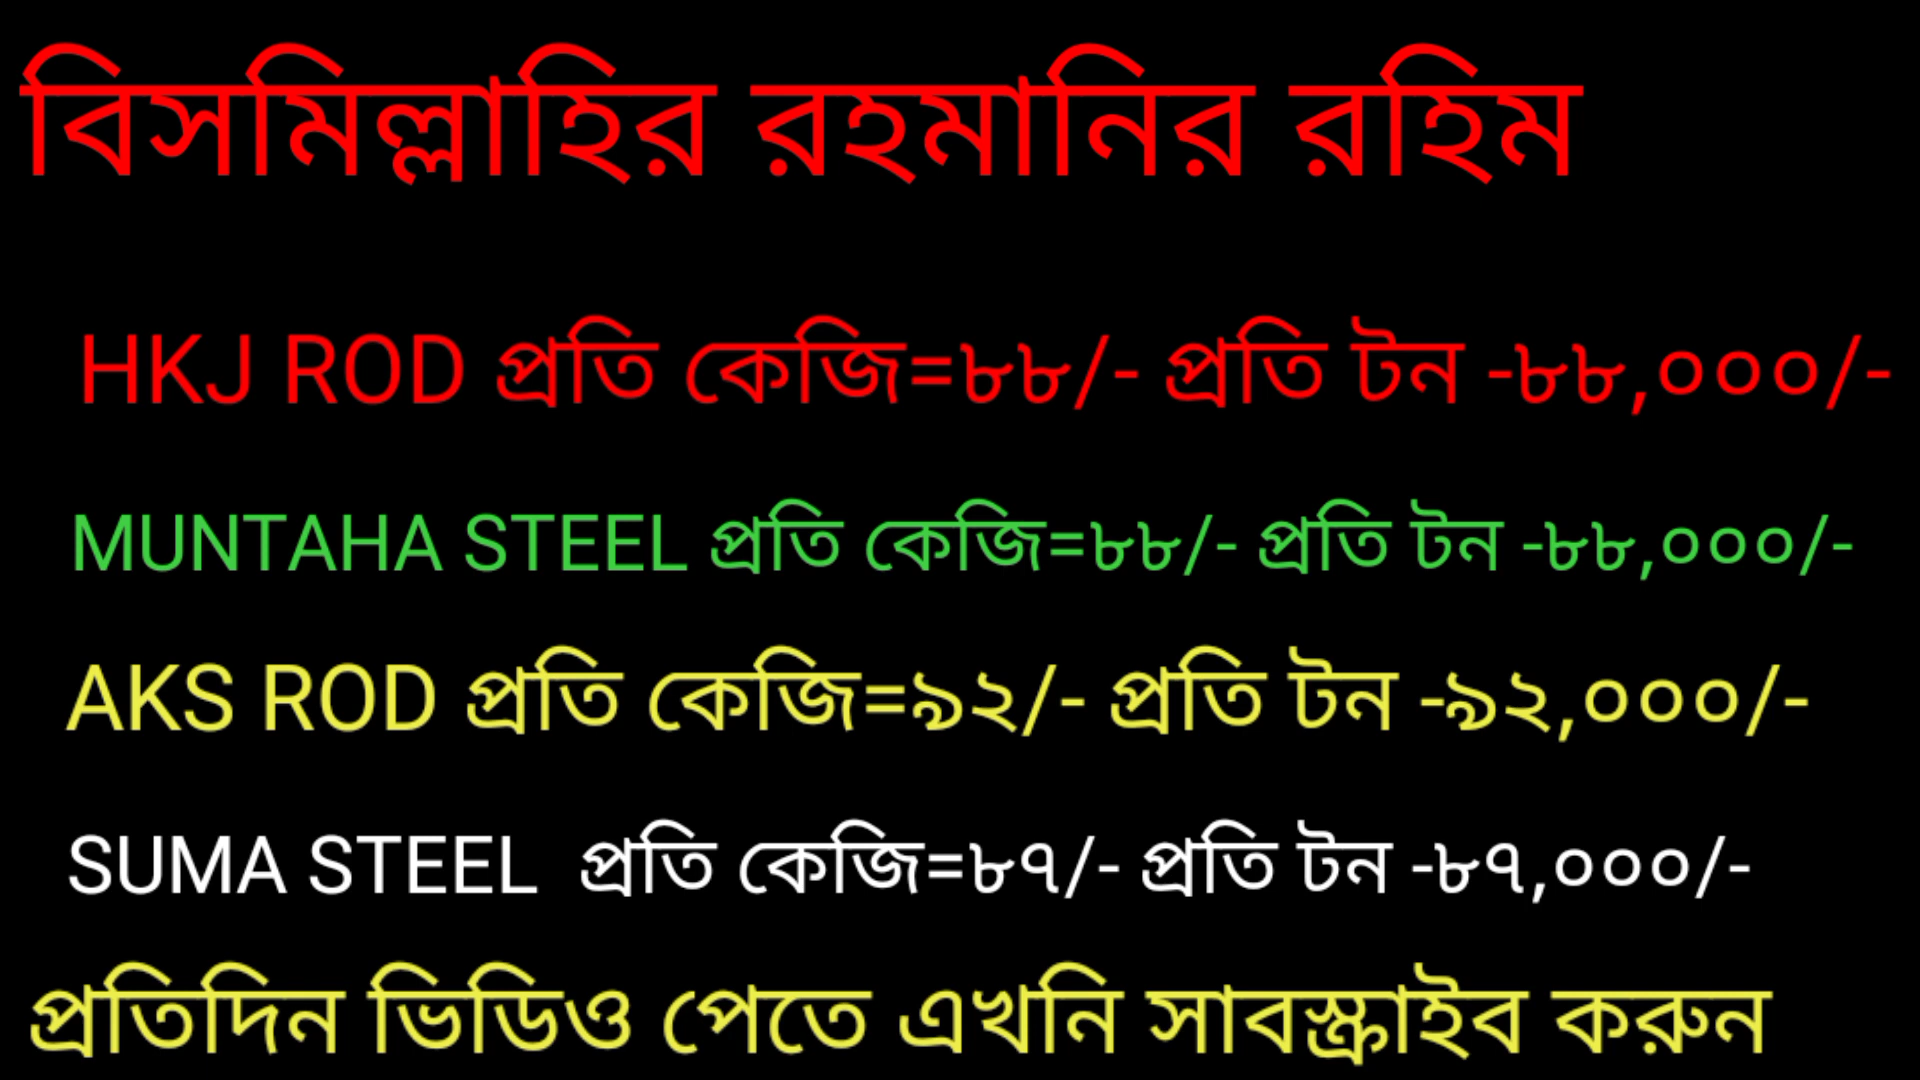 বিসমিল্লাহির রহমানির রহিম
HKJ ROD প্রতি কেজি=৮৮/- প্রতি টন -৮৮,০০০/-
MUNTAHA STEEL প্রতি কেজি=৮৮/- প্রতি টন -৮৮,০০০/-
AKS ROD প্রতি কেজি=৯২/- প্রতি টন -৯২,০০০/-
SUMA STEEL প্রতি কেজি=৮৭/- প্রতি টন -৮৭,০০০/-
প্রতিদিন ভিডিও পেতে এখনি সাবস্ক্রাইব করুন